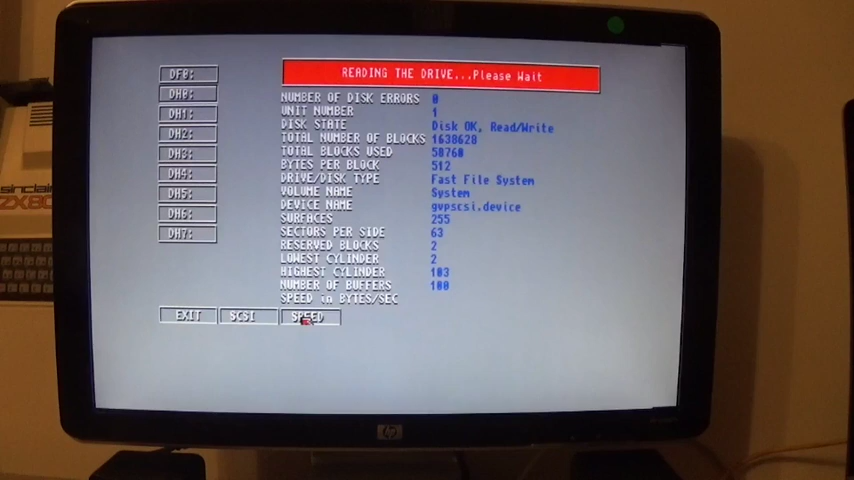 READING THE DRIVE...Please Wait
DF0:
DH0:
DH1:
DH2:
DH3:
DH4:
DH5:
DH6:
DH7:
NUMBER OF DISK ERRORS 0
UNIT NUMBER 1
DISK STATE Disk OK, Read/Write
TOTAL NUMBER OF BLOCKS 1638628
TOTAL BLOCKS USED 58760
BYTES PER BLOCK 512
DRIVE/DISK TYPE Fast File System
VOLUME NAME System
DEVICE NAME gvpscsi.device
SURFACES 255
SECTORS PER SIDE 63
RESERVED BLOCKS 2
LOWEST CYLINDER 2
HIGHEST CYLINDER 103
NUMBER OF BUFFERS 100
SPEED in BYTES/SEC
EXIT SCSI SPEED
sinclair
ZX80
hp